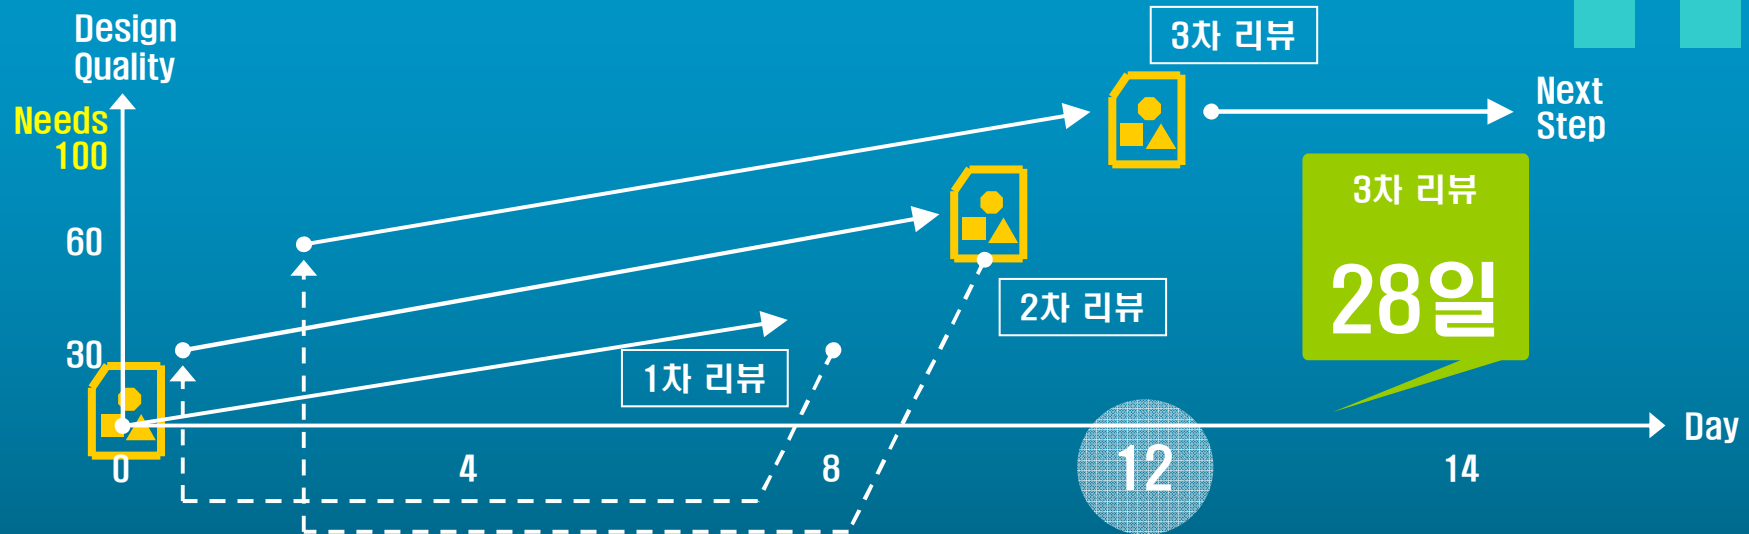 Design
Quality
Needs
100
60
30
0
4
8
12
14
Day
1차 리뷰
2차 리뷰
3차 리뷰
Next
Step
3차 리뷰
28일